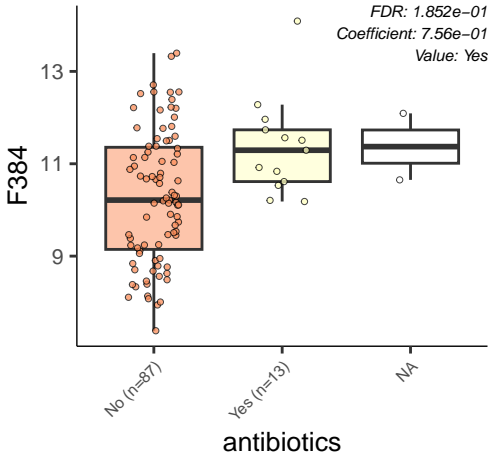 FDR: 1.852e−01
Coefficient: 7.56e−01
Value: Yes
13
11
9
F384
No (n=87)
Yes (n=13)
NA
antibiotics